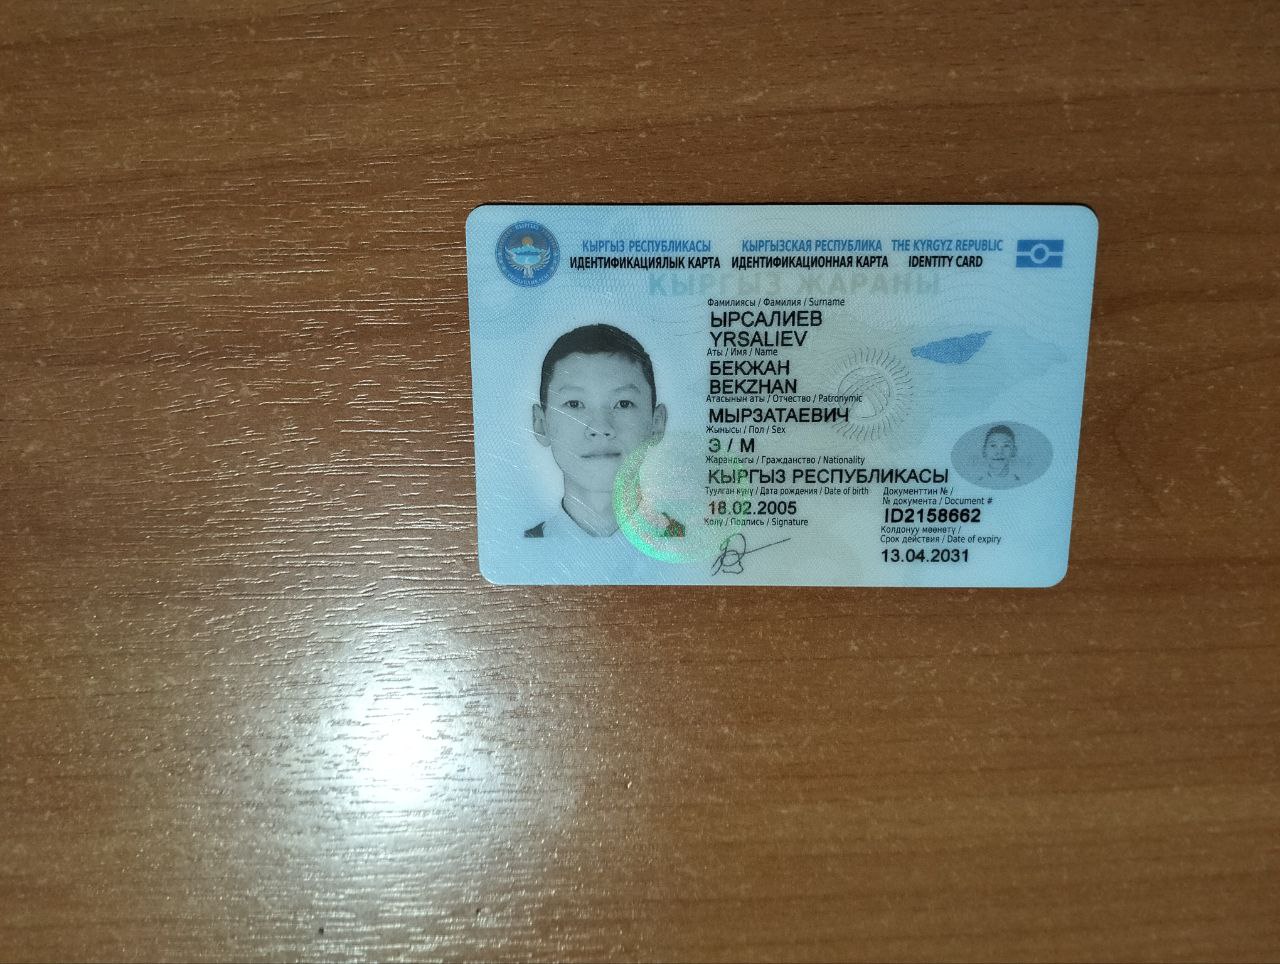 КЫРГЫЗ РЕСПУБЛИКАСЫ КЫРГЫЗСКАЯ РЕСПУБЛИКА THE KYRGYZ REPUBLIC
ИДЕНТИФИКАЦИЯЛЫК КАРТА ИДЕНТИФИКАЦИОННАЯ КАРТА IDENTITY CARD
КЫРГЫЗ ЖАРАНЫ
Фамилиясы / Фамилия / Surname
ЫРСАЛИЕВ
YRSALIEV
Аты / Имя / Name
БЕКЖАН
BEKZHAN
Атасынын аты / Отчество / Patronymic
МЫРЗАТАЕВИЧ
Жынысы / Пол / Sex
Э / М
Жарандыгы / Гражданство / Nationality
КЫРГЫЗ РЕСПУБЛИКАСЫ
Туулган күнү / Дата рождения / Date of birth
18.02.2005
Документтин № /
№ документа / Document #
ID2158662
Колу / Подпись / Signature
Колдонуу мөөнөтү /
Срок действия / Date of expiry
13.04.2031